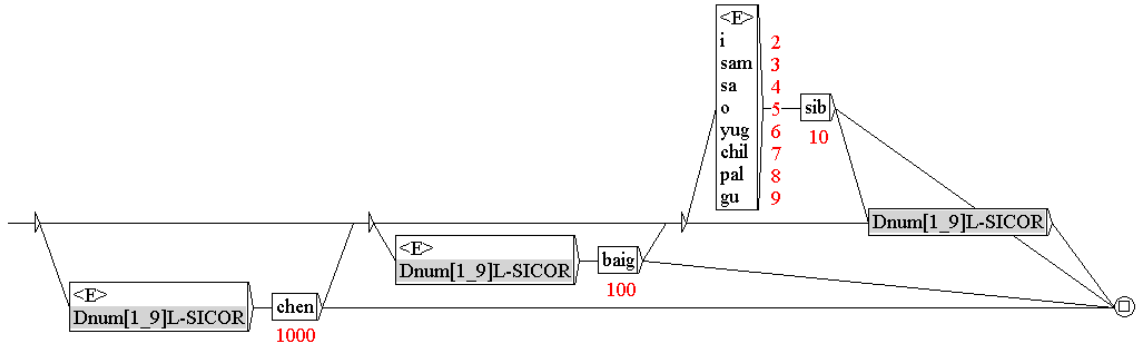 <E>
i 2
sam 3
sa 4
o 5
yug 6
chil 7
pal 8
gu 9
sib
10
Dnum[1_9]L-SICOR
<E>
Dnum[1_9]L-SICOR
baig
100
<E>
Dnum[1_9]L-SICOR
chen
1000